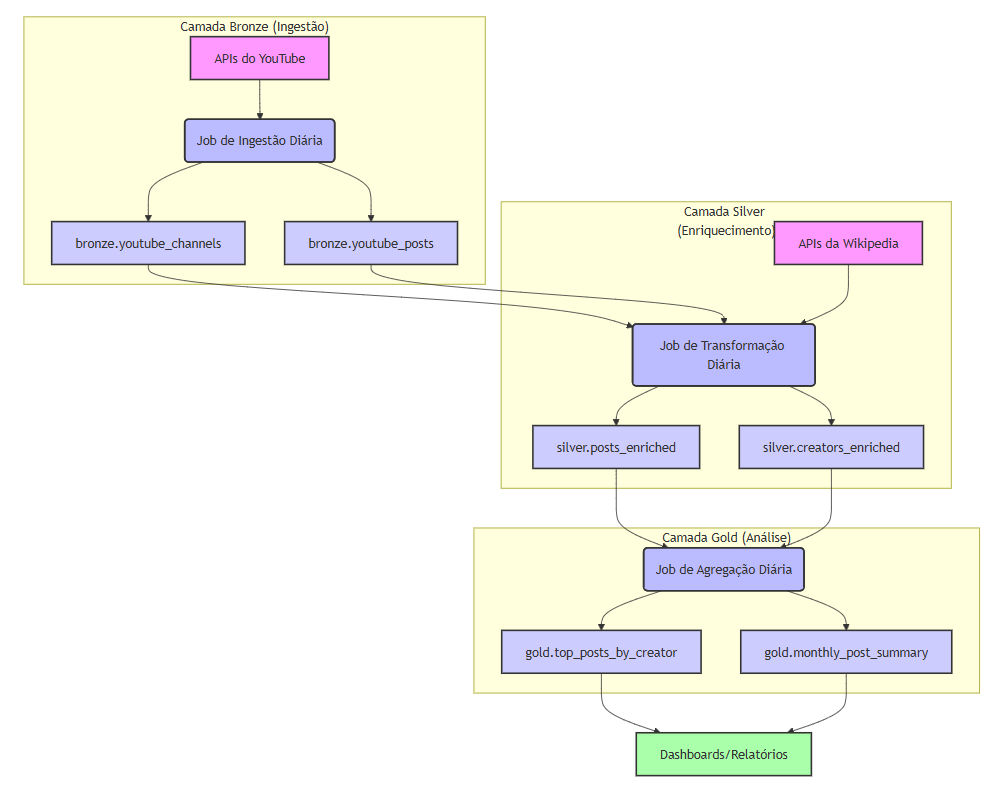 Camada Bronze (Ingestão)
APIs do YouTube
Job de Ingestão Diária
bronze.youtube_channels
bronze.youtube_posts
Camada Silver
(Enriquecimento)
APIs da Wikipedia
Job de Transformação
Diária
silver.posts_enriched
silver.creators_enriched
Camada Gold (Análise)
Job de Agregação Diária
gold.top_posts_by_creator
gold.monthly_post_summary
Dashboards/Relatórios